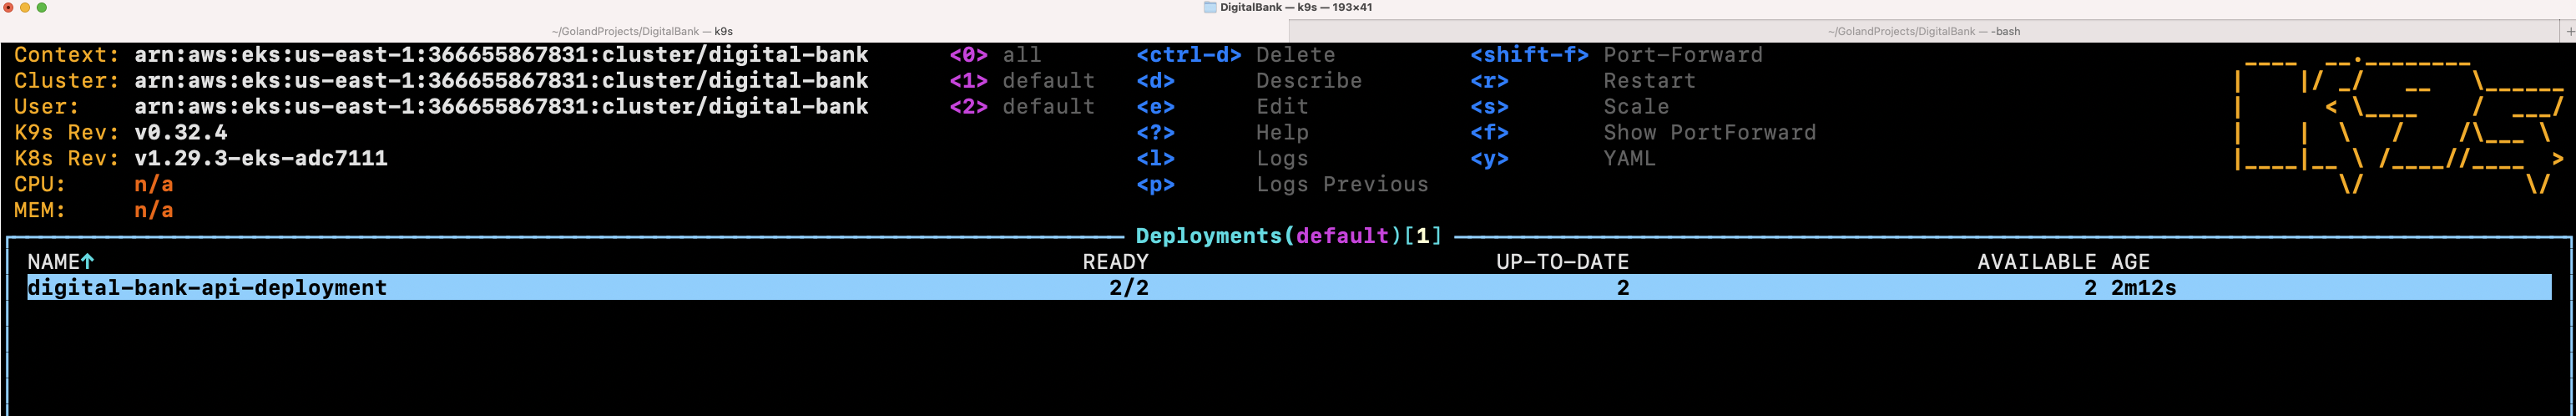 DigitalBank — k9s — 193×41
~/GolandProjects/DigitalBank — k9s
~/GolandProjects/DigitalBank — -bash
+
Context: arn:aws:eks:us-east-1:366655867831:cluster/digital-bank <0> all <ctrl-d> Delete <shift-f> Port-Forward
Cluster: arn:aws:eks:us-east-1:366655867831:cluster/digital-bank <1> default <d> Describe <r> Restart
User: arn:aws:eks:us-east-1:366655867831:cluster/digital-bank <2> default <e> Edit <s> Scale
K9s Rev: v0.32.4 <?> Help <f> Show PortForward
K8s Rev: v1.29.3-eks-adc7111 <l> Logs <y> YAML
CPU: n/a <p> Logs Previous
MEM: n/a
Deployments(default)[1]
NAME↑ READY UP-TO-DATE AVAILABLE AGE
digital-bank-api-deployment 2/2 2 2 2m12s